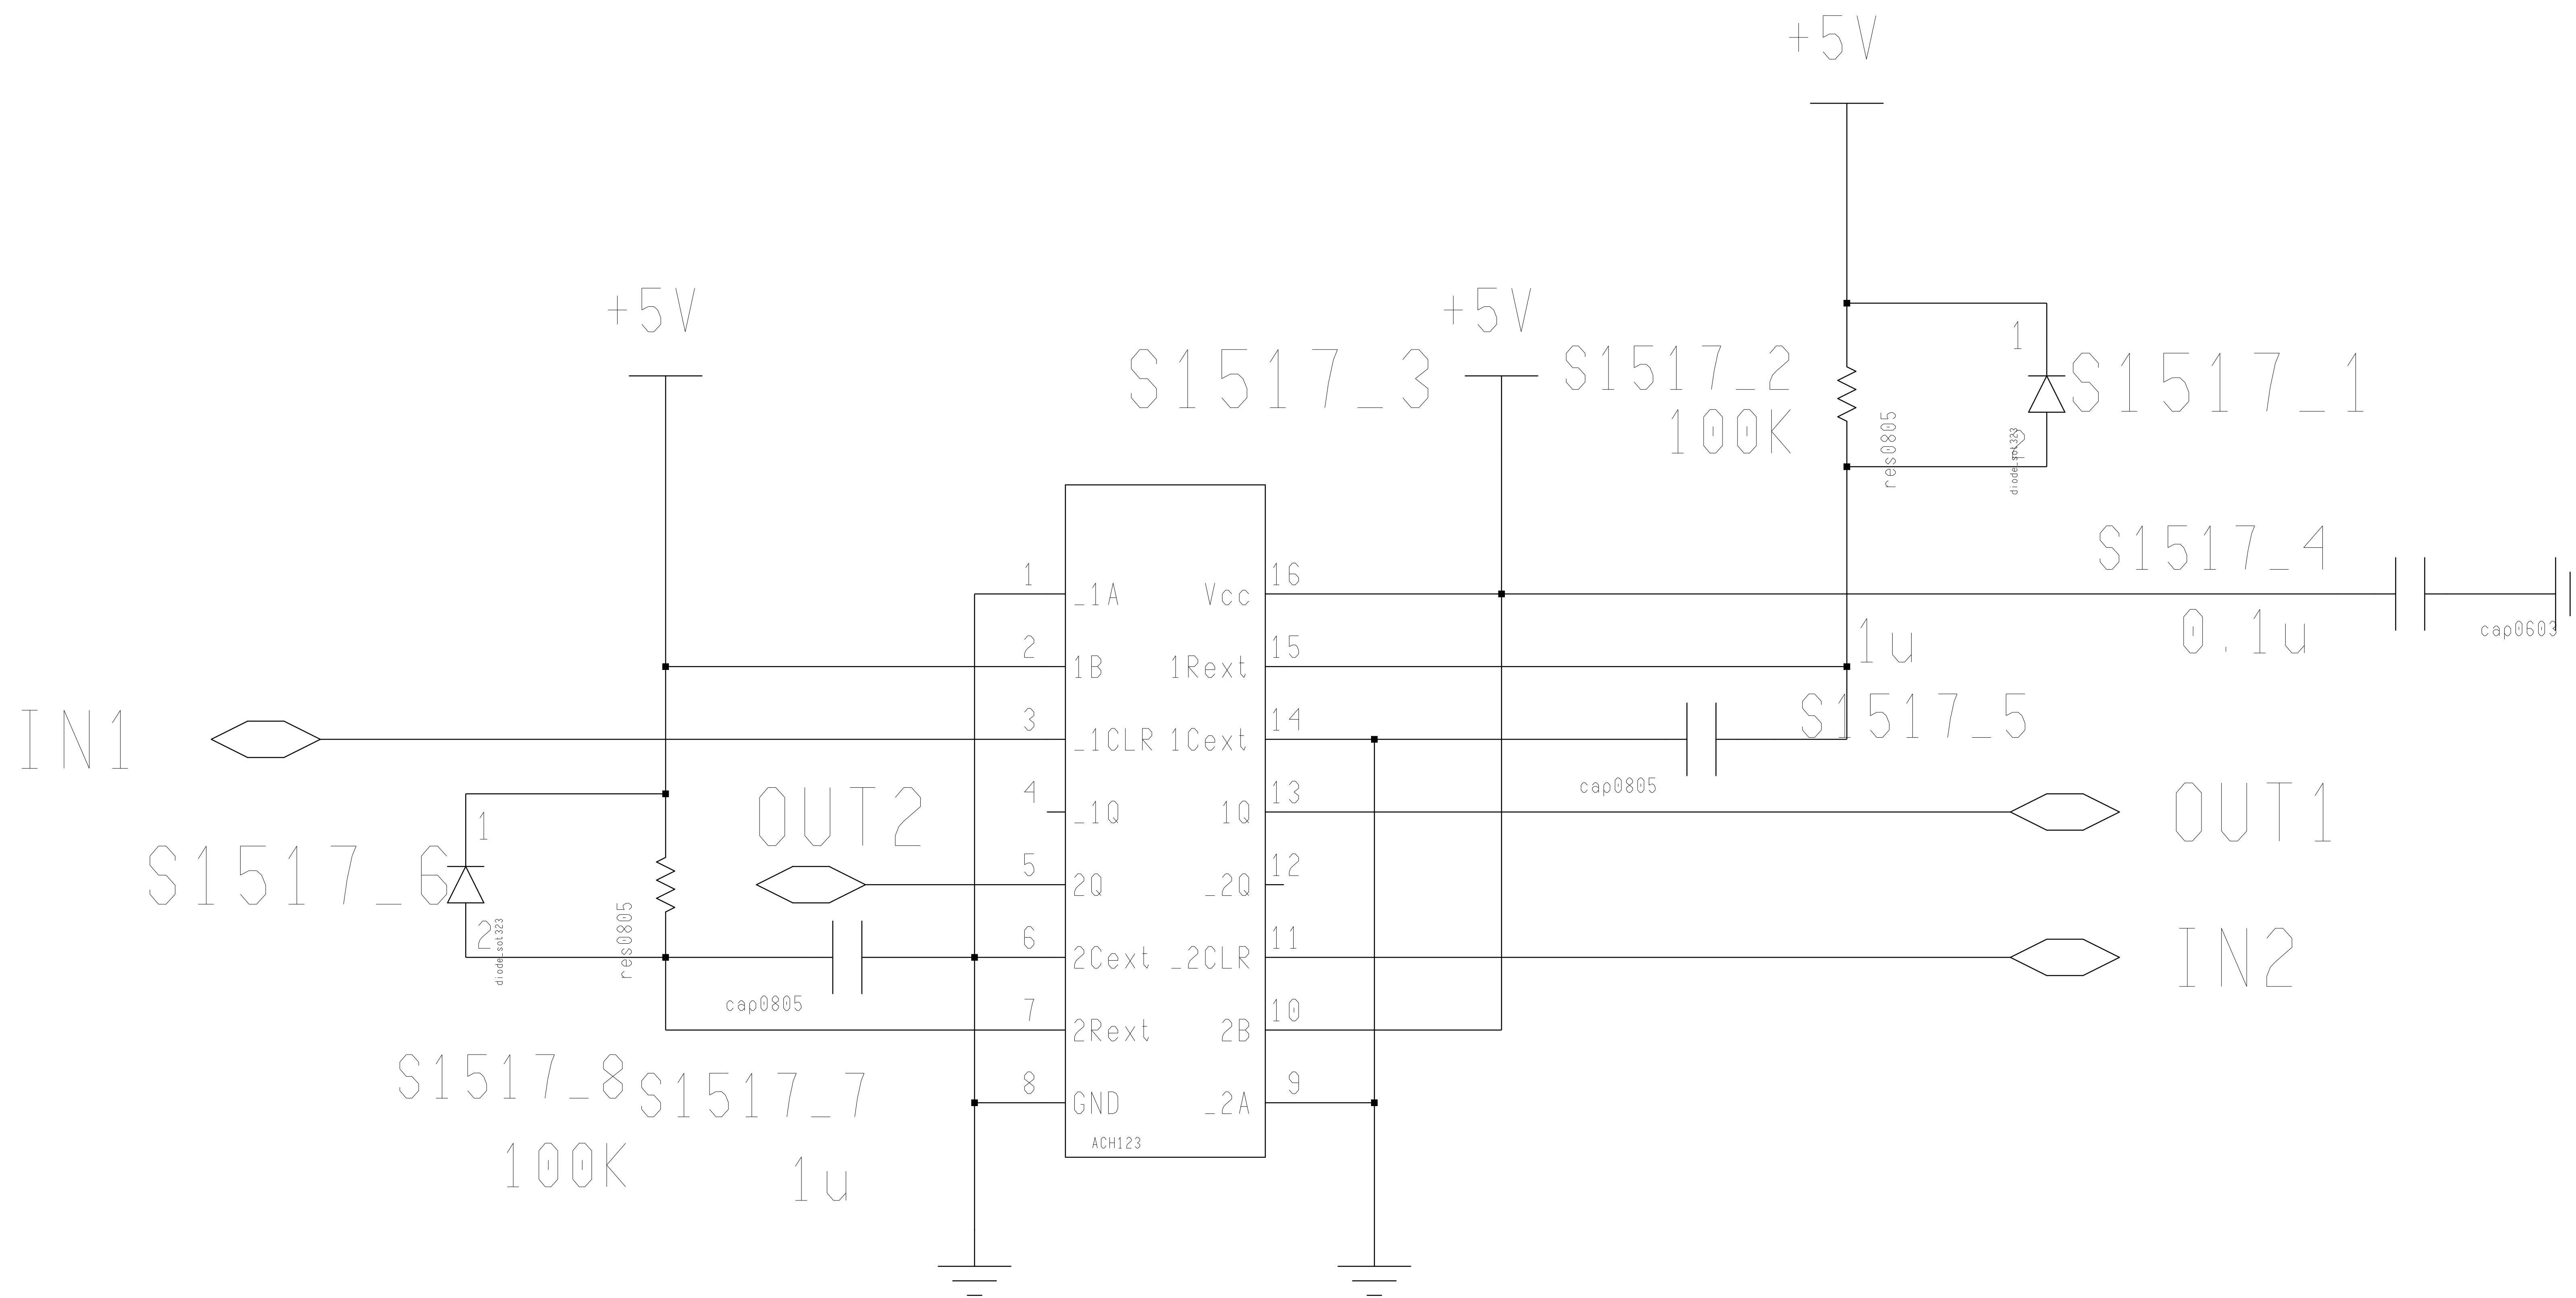 +5V
+5V
+5V
S1517_3
S1517_2
100K
res0805
1
2
diode_sot323
S1517_1
S1517_4
0.1u
cap0603
1
_1A
Vcc
16
2
1B
1Rext
15
1u
3
_1CLR
1Cext
14
S1517_5
cap0805
IN1
4
_1Q
1Q
13
OUT1
OUT2
1
S1517_6
2
diode_sot323
res0805
5
2Q
_2Q
12
6
2Cext
_2CLR
11
IN2
cap0805
7
2Rext
2B
10
S1517_8
100K
S1517_7
1u
8
GND
_2A
9
ACH123